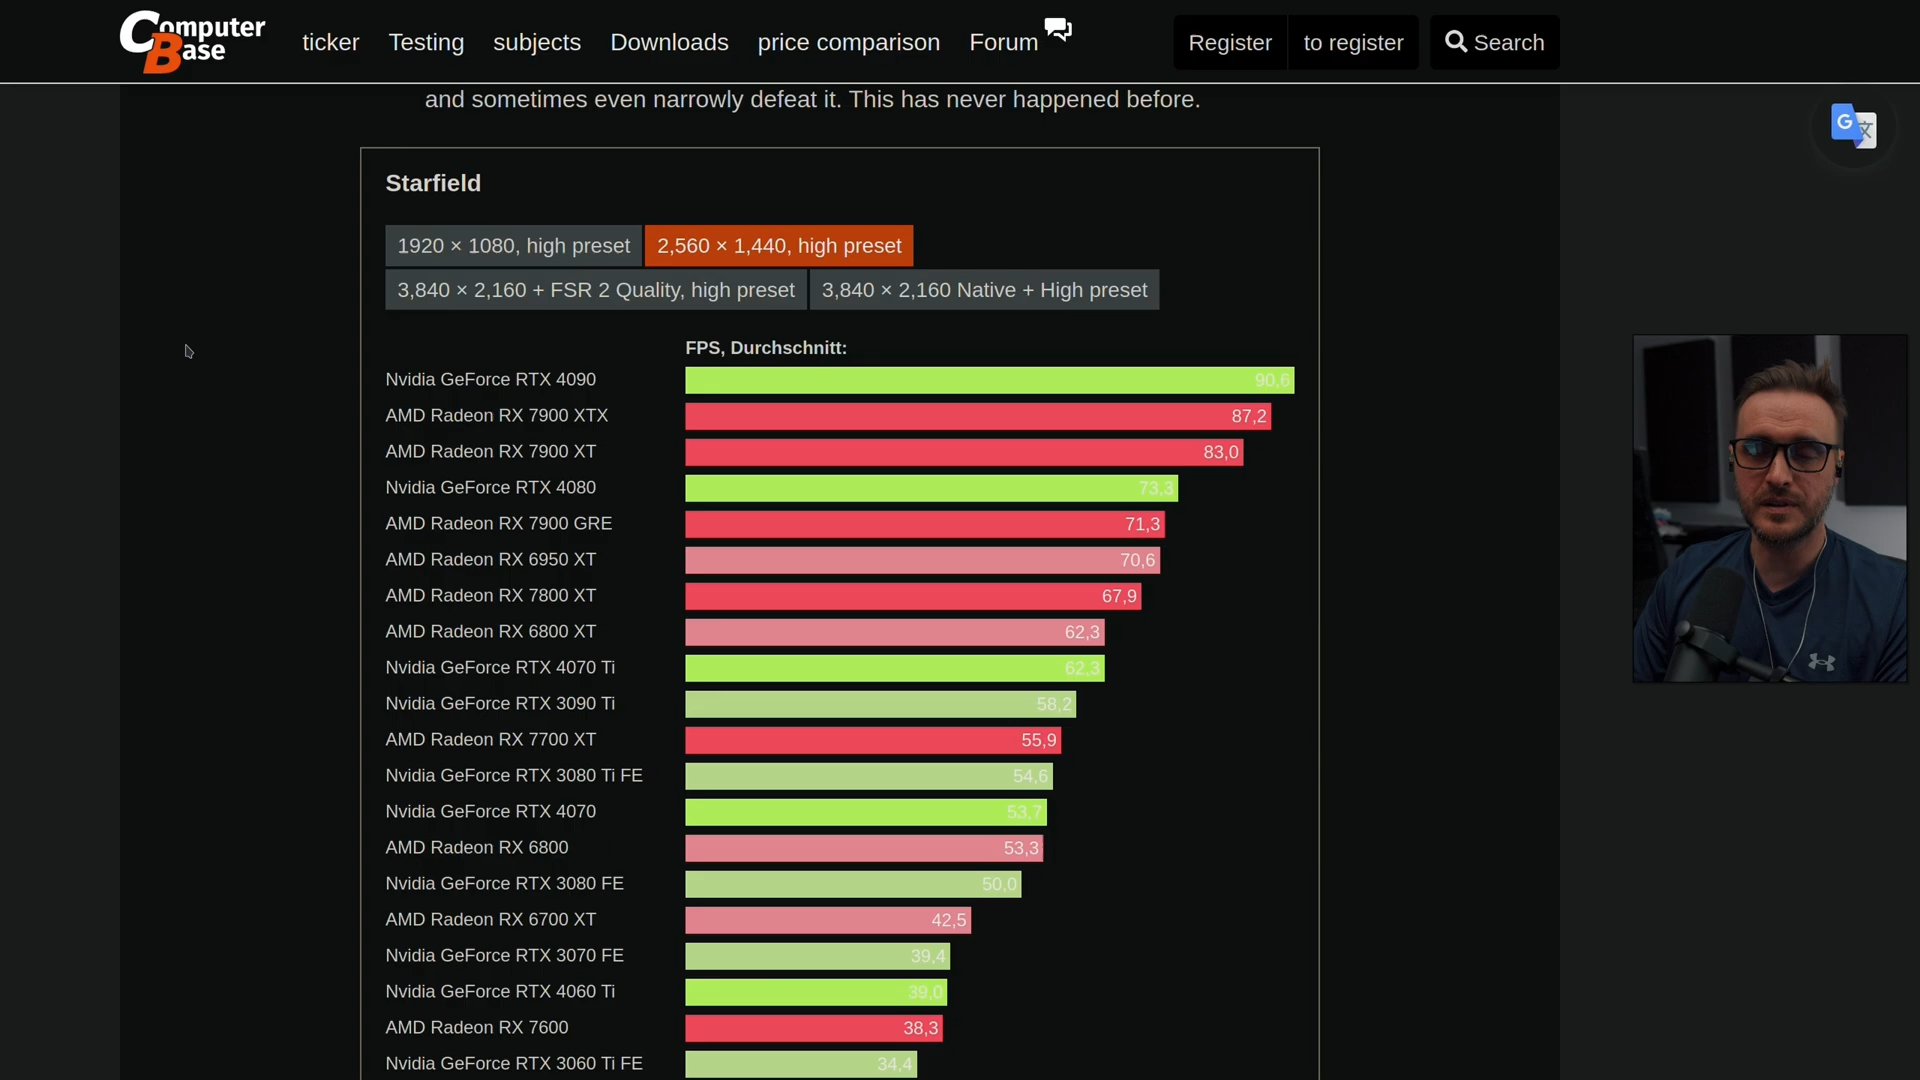 Computer Base
ticker
Testing
subjects
Downloads
price comparison
Forum
Register
to register
Search
and sometimes even narrowly defeat it. This has never happened before.
Starfield
1920 × 1080, high preset
2,560 × 1,440, high preset
3,840 × 2,160 + FSR 2 Quality, high preset
3,840 × 2,160 Native + High preset
FPS, Durchschnitt:
Nvidia GeForce RTX 4090 90,6
AMD Radeon RX 7900 XTX 87,2
AMD Radeon RX 7900 XT 83,0
Nvidia GeForce RTX 4080 73,3
AMD Radeon RX 7900 GRE 71,3
AMD Radeon RX 6950 XT 70,6
AMD Radeon RX 7800 XT 67,9
AMD Radeon RX 6800 XT 62,3
Nvidia GeForce RTX 4070 Ti 62,3
Nvidia GeForce RTX 3090 Ti 58,2
AMD Radeon RX 7700 XT 55,9
Nvidia GeForce RTX 3080 Ti FE 54,6
Nvidia GeForce RTX 4070 53,7
AMD Radeon RX 6800 53,3
Nvidia GeForce RTX 3080 FE 50,0
AMD Radeon RX 6700 XT 42,5
Nvidia GeForce RTX 3070 FE 39,4
Nvidia GeForce RTX 4060 Ti 39,0
AMD Radeon RX 7600 38,3
Nvidia GeForce RTX 3060 Ti FE 34,4